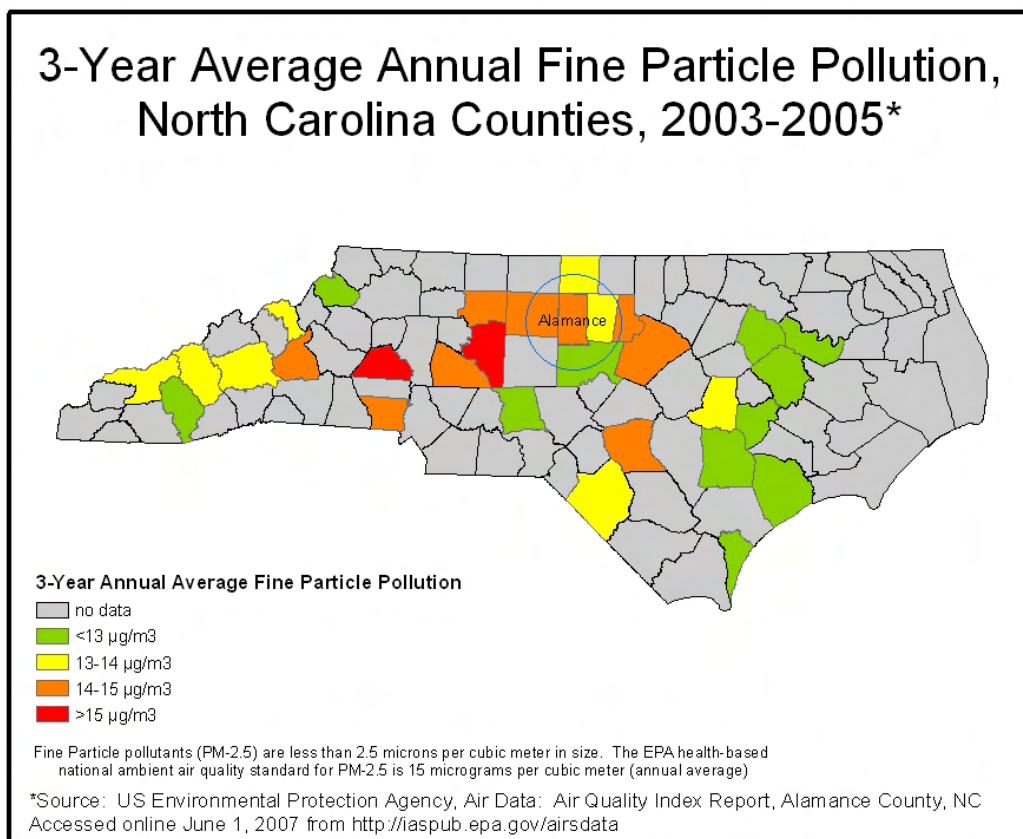 3-Year Average Annual Fine Particle Pollution,
North Carolina Counties, 2003-2005*
Alamance
3-Year Annual Average Fine Particle Pollution
no data
<13 µg/m3
13-14 µg/m3
14-15 µg/m3
>15 µg/m3
Fine Particle pollutants (PM-2.5) are less than 2.5 microns per cubic meter in size. The EPA health-based
national ambient air quality standard for PM-2.5 is 15 micrograms per cubic meter (annual average)
*Source: US Environmental Protection Agency, Air Data: Air Quality Index Report, Alamance County, NC
Accessed online June 1, 2007 from http://iaspub.epa.gov/airsdata